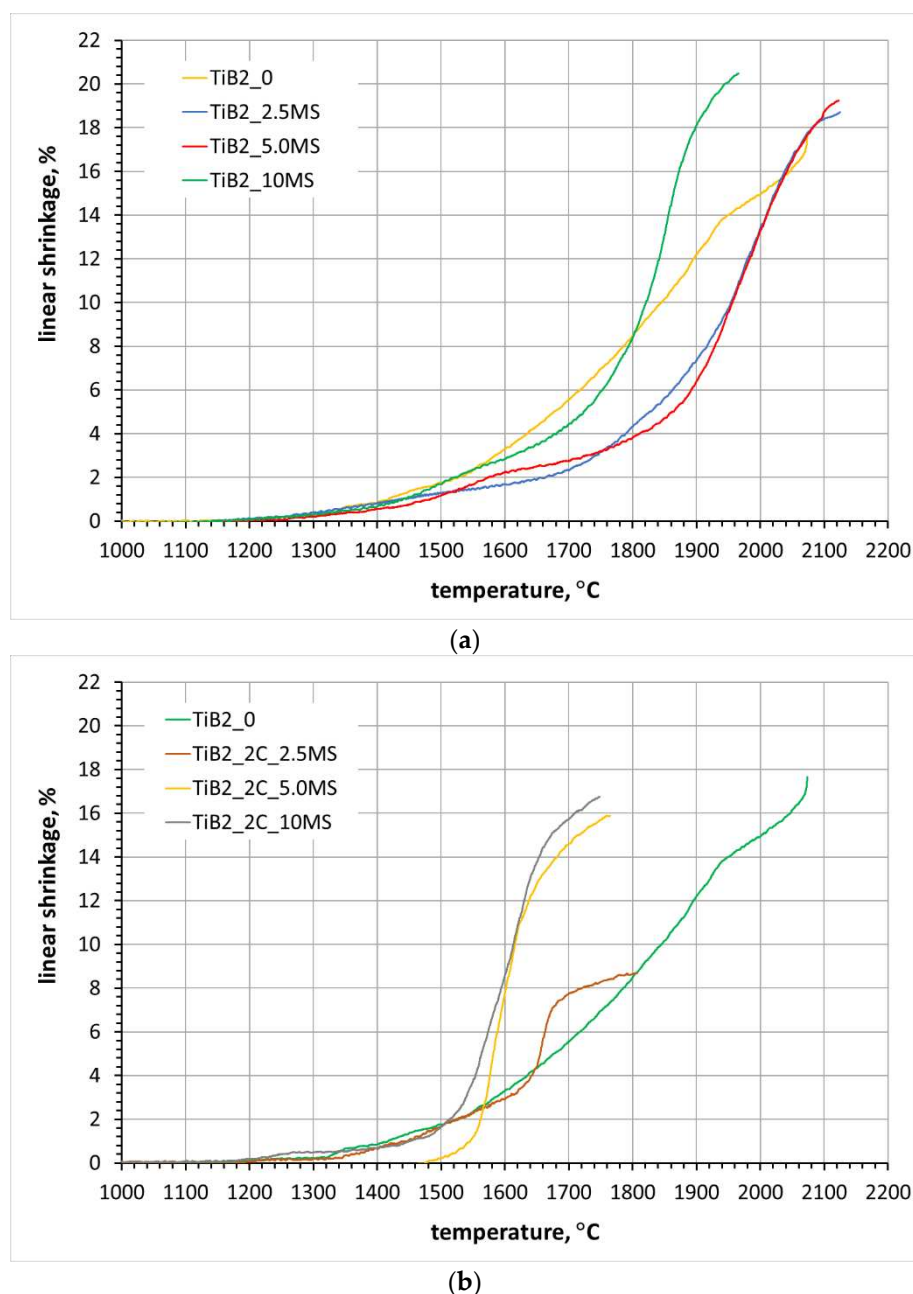 22
20
18
16
14
12
10
8
6
4
2
0
linear shrinkage, %
TiB2_0
TiB2_2.5MS
TiB2_5.0MS
TiB2_10MS
1000 1100 1200 1300 1400 1500 1600 1700 1800 1900 2000 2100 2200
temperature, °C
(a)
22
20
18
16
14
12
10
8
6
4
2
0
linear shrinkage, %
TiB2_0
TiB2_2C_2.5MS
TiB2_2C_5.0MS
TiB2_2C_10MS
1000 1100 1200 1300 1400 1500 1600 1700 1800 1900 2000 2100 2200
temperature, °C
(b)